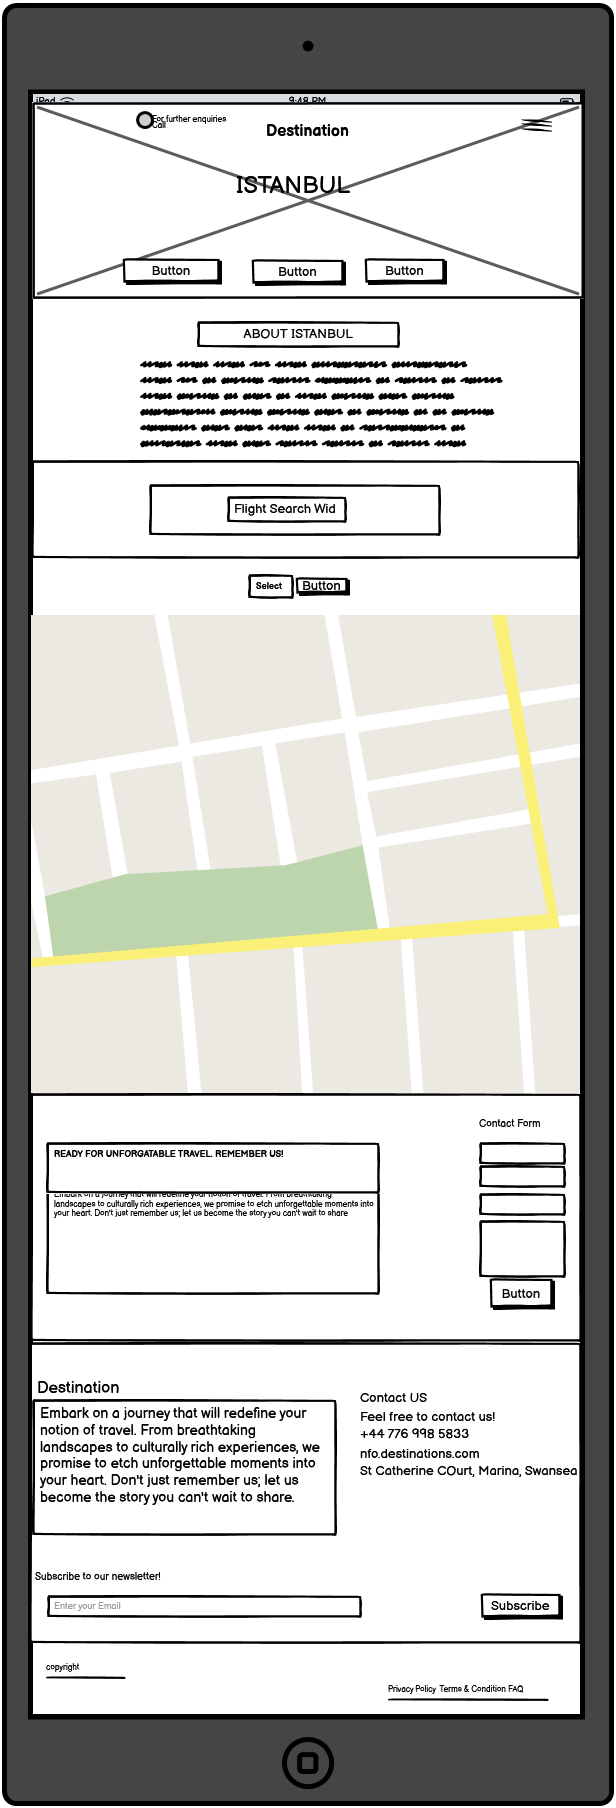 iPad 9:48 PM
For further enquiries
Call
Destination
ISTANBUL
Button Button Button
ABOUT ISTANBUL
Flight Search Wid
Select Button
Contact Form
READY FOR UNFORGATABLE TRAVEL. REMEMBER US!
Embark on a journey that will redefine your notion of travel. From breathtaking
landscapes to culturally rich experiences, we promise to etch unforgettable moments into
your heart. Don't just remember us; let us become the story you can't wait to share
Button
Destination
Embark on a journey that will redefine your
notion of travel. From breathtaking
landscapes to culturally rich experiences, we
promise to etch unforgettable moments into
your heart. Don't just remember us; let us
become the story you can't wait to share.
Contact US
Feel free to contact us!
+44 776 998 5833
nfo.destinations.com
St Catherine COurt, Marina, Swansea
Subscribe to our newsletter!
Enter your Email
Subscribe
copyright
Privacy Policy Terms & Condition FAQ